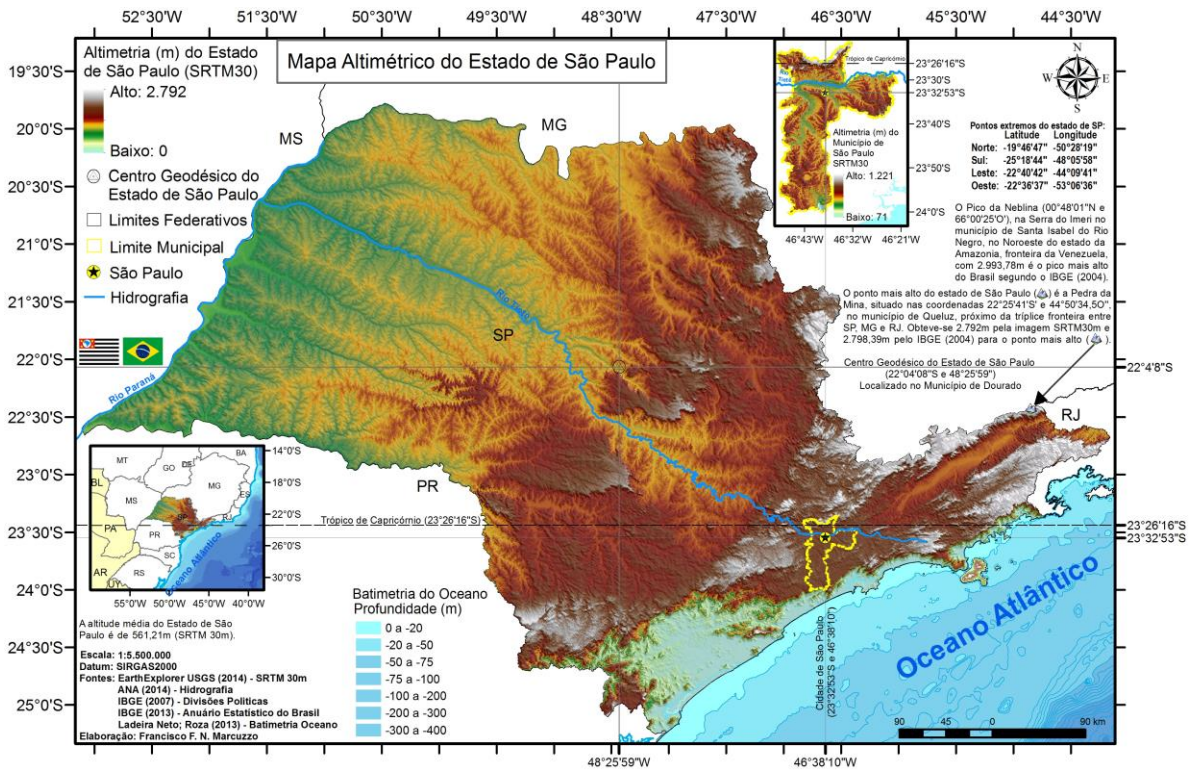 52°30'W 51°30'W 50°30'W 49°30'W 48°30'W 47°30'W 46°30'W 45°30'W 44°30'W
Altimetria (m) do Estado
de São Paulo (SRTM30)
Alto: 2.792
Baixo: 0
Centro Geodésico do
Estado de São Paulo
Limites Federativos
Limite Municipal
São Paulo
Hidrografia
Mapa Altimétrico do Estado de São Paulo
19°30'S
20°0'S
20°30'S
21°0'S
21°30'S
22°0'S
22°30'S
23°0'S
23°30'S
24°0'S
24°30'S
25°0'S
MS
MG
SP
PR
RJ
Rio Tietê
Rio Paraná
Trópico de Capricórnio
Rio
Tietê
23°26'16"S
23°30'S
23°32'53"S
23°40'S
23°50'S
24°0'S
Altimetria (m) do
Município de
São Paulo
SRTM30
Alto: 1.221
Baixo: 71
46°43'W 46°32'W 46°21'W
N
W E
S
Pontos extremos do estado de SP:
Latitude Longitude
Norte: -19°46'47" -50°28'19"
Sul: -25°18'44" -48°05'58"
Leste: -22°40'42" -44°09'41"
Oeste: -22°36'37" -53°06'36"
O Pico da Neblina (00°48'01"N e
66°00'25'O'), na Serra do Imeri no
município de Santa Isabel do Rio
Negro, no Noroeste do estado da
Amazonia, fronteira da Venezuela,
com 2.993,78m é o pico mais alto
do Brasil segundo o IBGE (2004).
O ponto mais alto do estado de São Paulo ( ) é a Pedra da
Mina, situado nas coordenadas 22°25'41"S' e 44°50'34,5O",
no município de Queluz, próximo da tríplice fronteira entre
SP, MG e RJ. Obteve-se 2.792m pela imagem SRTM30m e
2.798,39m pelo IBGE (2004) para o ponto mais alto ( ).
Centro Geodésico do Estado de São Paulo
(22°04'08"S e 48°25'59")
Localizado no Município de Dourado
22°4'8"S
23°26'16"S
23°32'53"S
Trópico de Capricórnio (23°26'16"S)
MT
GO
DF
BA
BL
MS
MG
ES
SP
RJ
PA
PR
SC
AR
RS
UY
Oceano Atlântico
14°0'S
18°0'S
22°0'S
26°0'S
30°0'S
55°0'W 50°0'W 45°0'W 40°0'W
A altitude média do Estado de São
Paulo é de 561,21m (SRTM 30m).
Escala: 1:5.500.000
Datum: SIRGAS2000
Fontes: EarthExplorer USGS (2014) - SRTM 30m
ANA (2014) - Hidrografia
IBGE (2007) - Divisões Politicas
IBGE (2013) - Anuário Estatístico do Brasil
Ladeira Neto; Roza (2013) - Batimetria Oceano
Elaboração: Francisco F. N. Marcuzzo
Batimetria do Oceano
Profundidade (m)
0 a -20
-20 a -50
-50 a -75
-75 a -100
-100 a -200
-200 a -300
-300 a -400
Cidade de São Paulo
(23°32'53"S e 46°38'10")
Oceano Atlântico
90 45 0 90 km
48°25'59"W 46°38'10"W